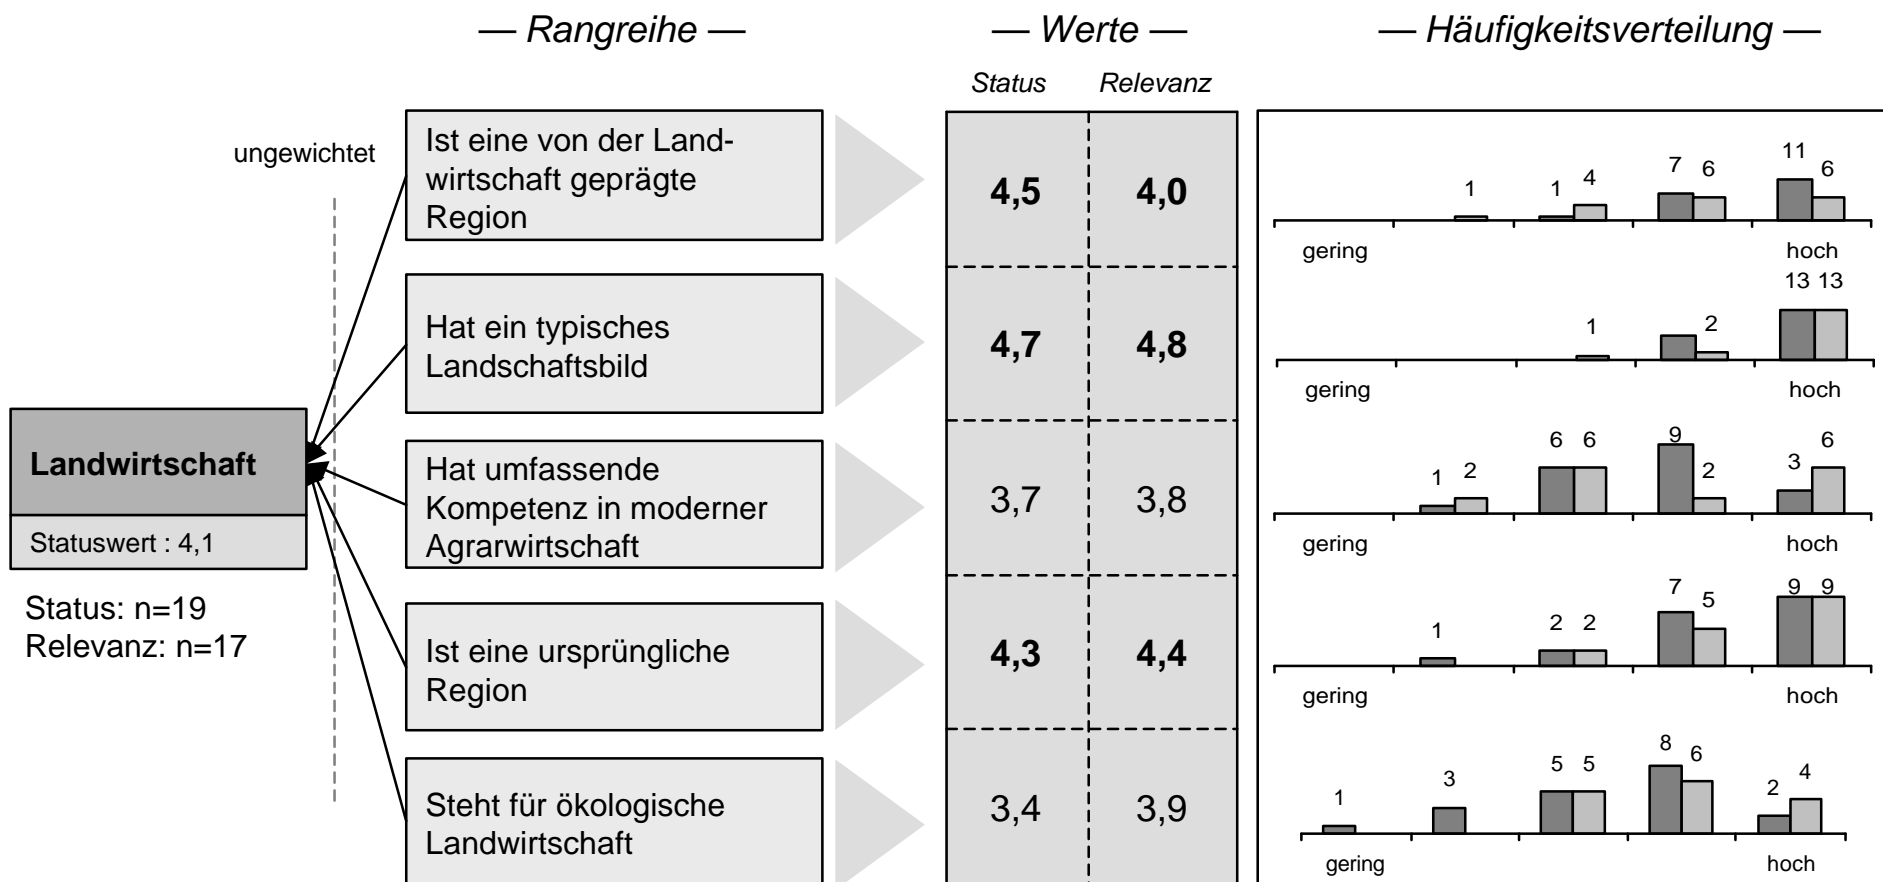 — Rangreihe —
— Werte —
— Häufigkeitsverteilung —
Status
Relevanz
ungewichtet
Ist eine von der Land-
wirtschaft geprägte
Region
4,5
4,0
1
1
4
7
6
11
6
gering
hoch
Hat ein typisches
Landschaftsbild
4,7
4,8
1
2
13
13
gering
hoch
Landwirtschaft
Statuswert : 4,1
Status: n=19
Relevanz: n=17
Hat umfassende
Kompetenz in moderner
Agrarwirtschaft
3,7
3,8
1
2
6
6
9
2
3
6
gering
hoch
Ist eine ursprüngliche
Region
4,3
4,4
1
2
2
7
5
9
9
gering
hoch
Steht für ökologische
Landwirtschaft
3,4
3,9
1
3
5
5
8
6
2
4
gering
hoch